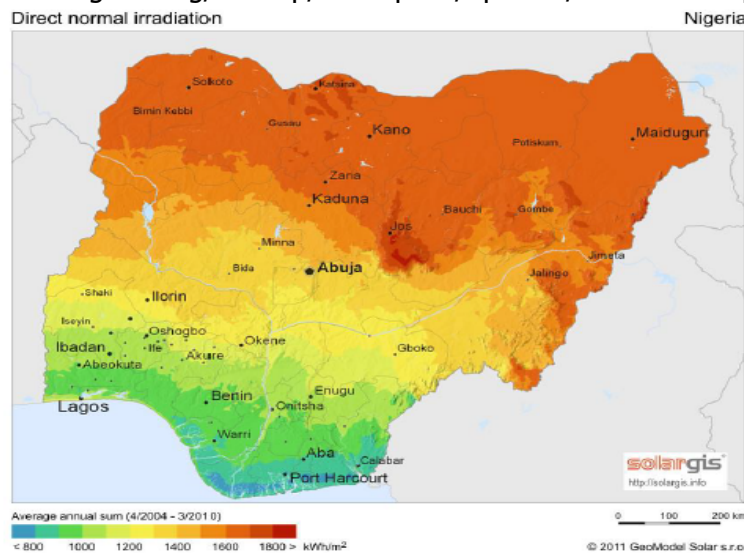 Direct normal irradiation
Nigeria
Solkoto
Katsina
Birnin Kebbi
Gusau
Kano
Maiduguri
Potiskum
Zaria
Kaduna
Bauchi
Gombe
Jos
Minna
Jimeta
Bida
Abuja
Jalingo
Shaki
Ilorin
Iseyin
Oshogbo
Ibadan
Ife
Okene
Gboko
Akure
Abeokuta
Enugu
Benin
Onitsha
Lagos
Warri
Aba
Calabar
Port Harcourt
solargis
http://solargis.info
Average annual sum (4/2004 - 3/2010)
0 100 200 km
< 800 1000 1200 1400 1600 1800 > kWh/m²
© 2011 GeoModel Solar s.r.o.